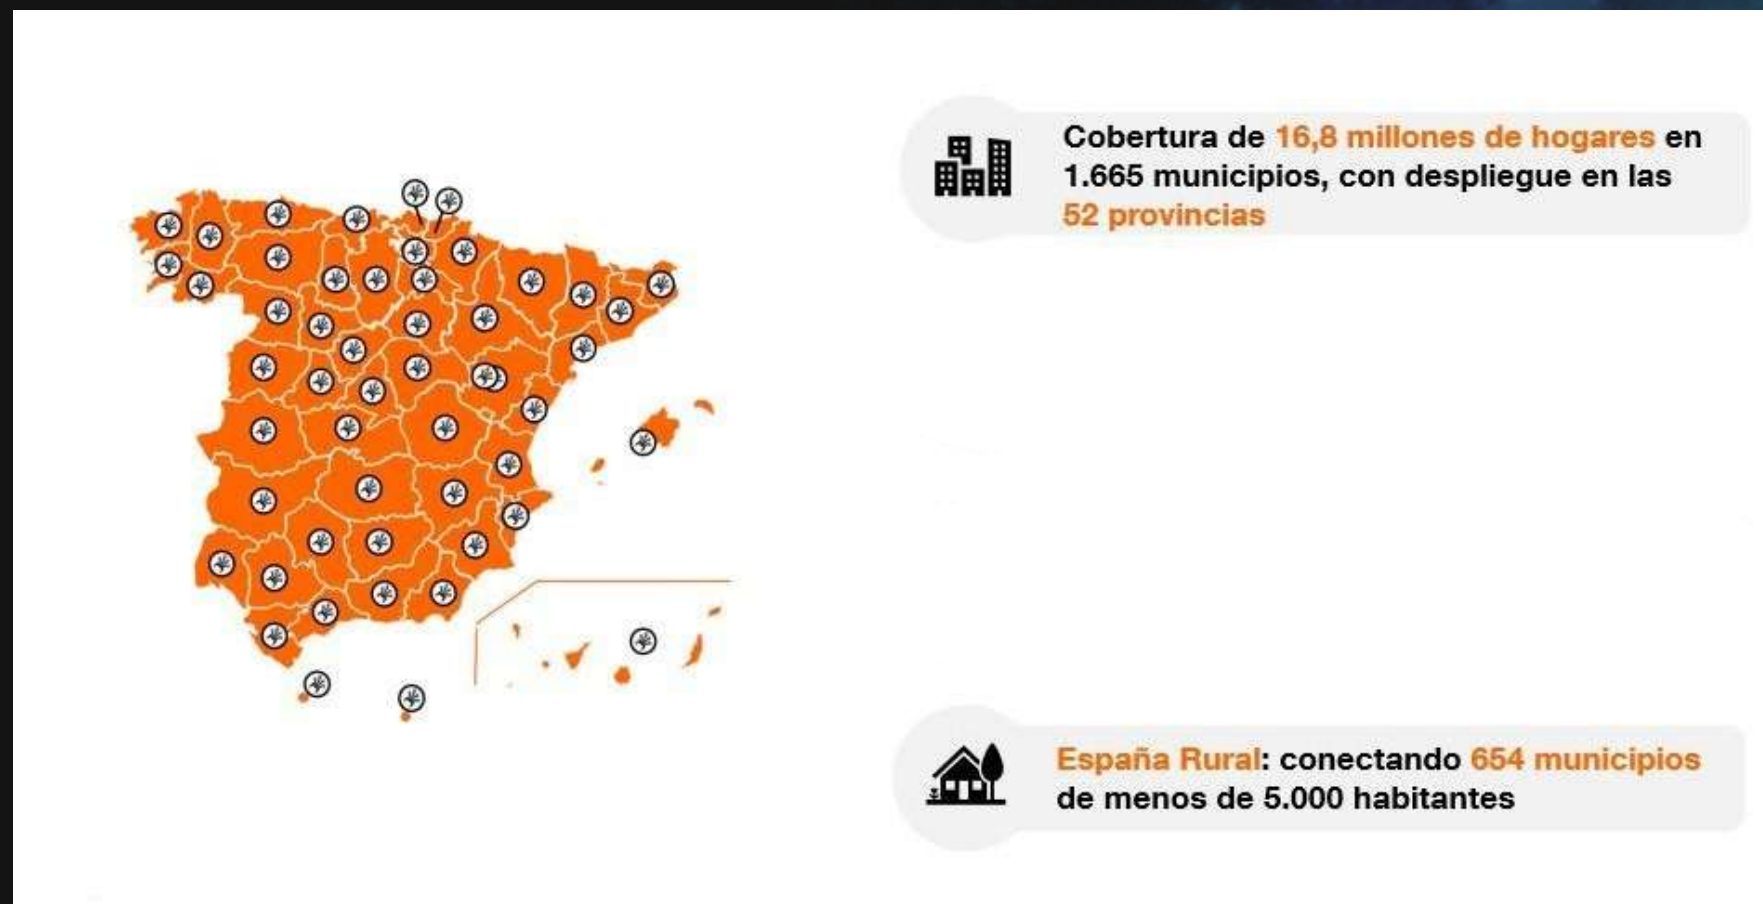 Cobertura de 16,8 millones de hogares en
1.665 municipios, con despliegue en las
52 provincias
España Rural: conectando 654 municipios
de menos de 5.000 habitantes